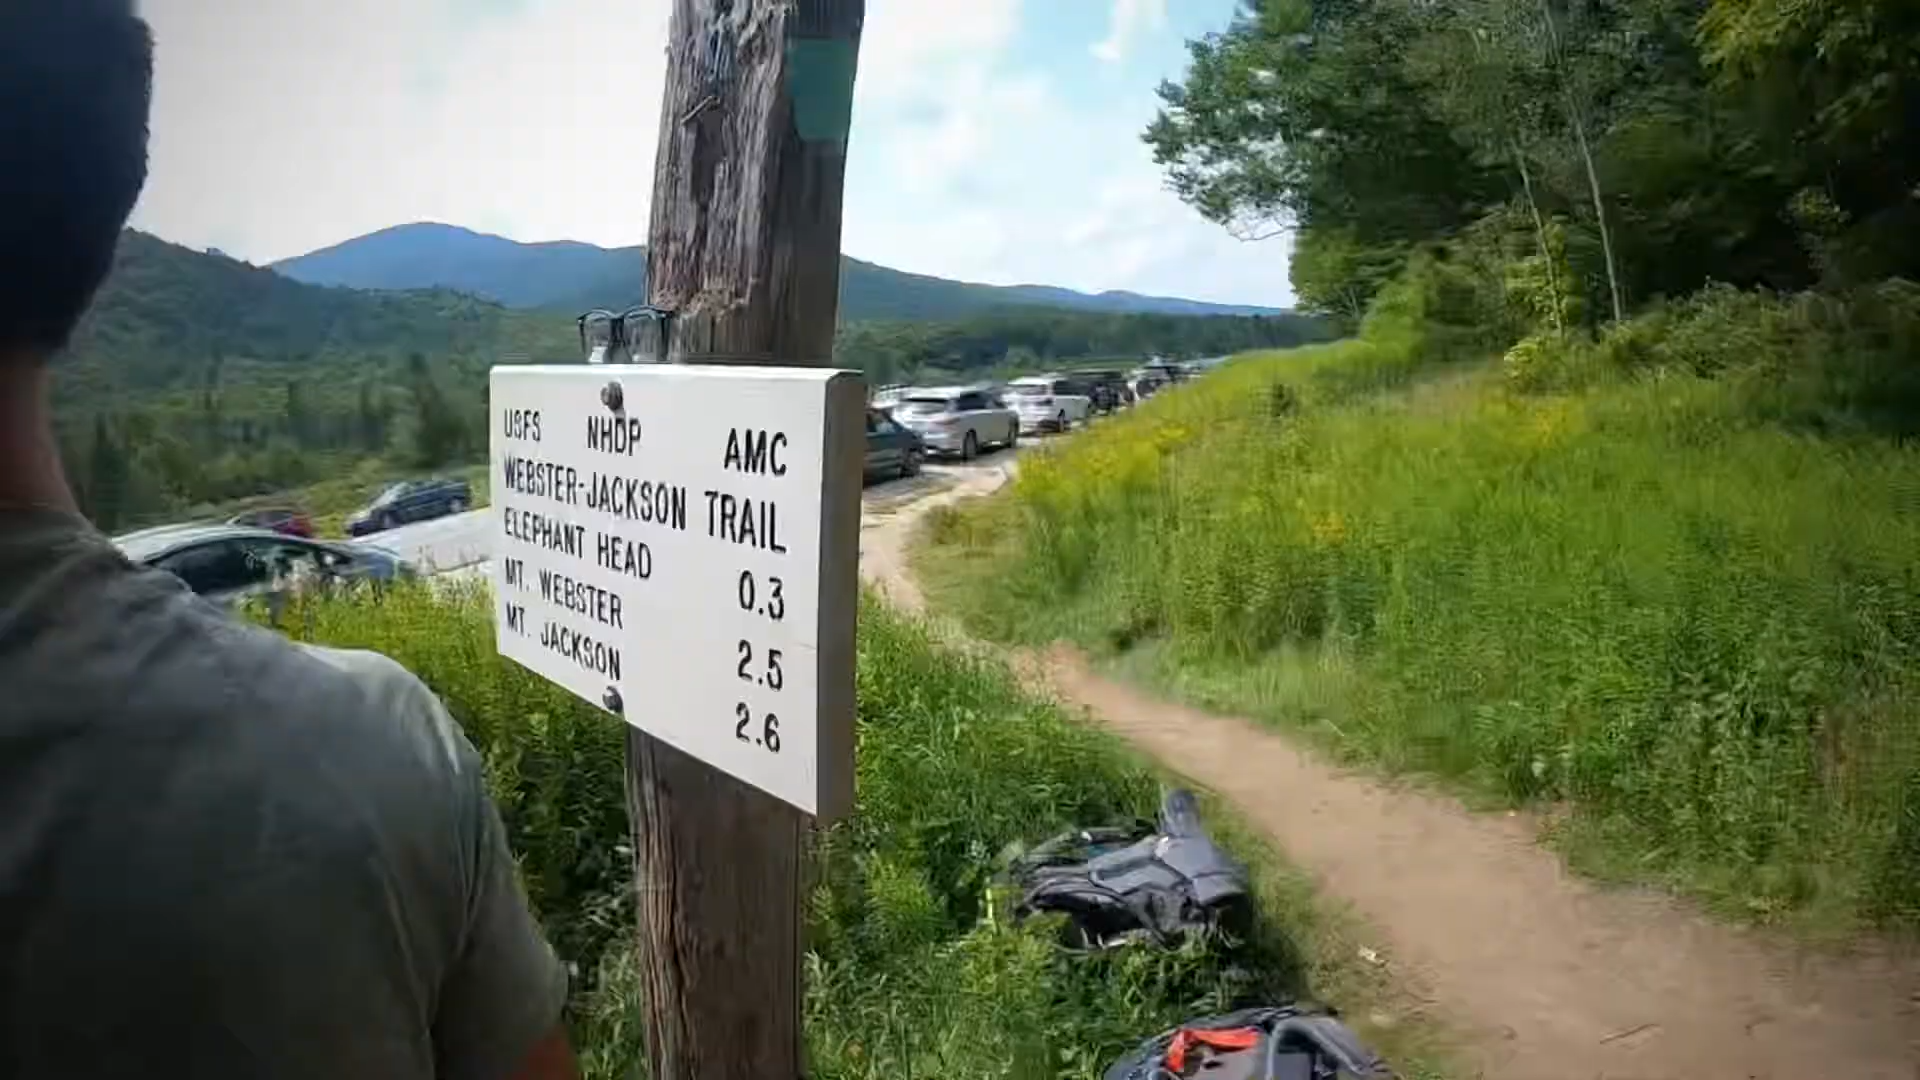 USFS NHDP AMC
WEBSTER-JACKSON TRAIL
ELEPHANT HEAD 0.3
MT. WEBSTER 2.5
MT. JACKSON 2.6